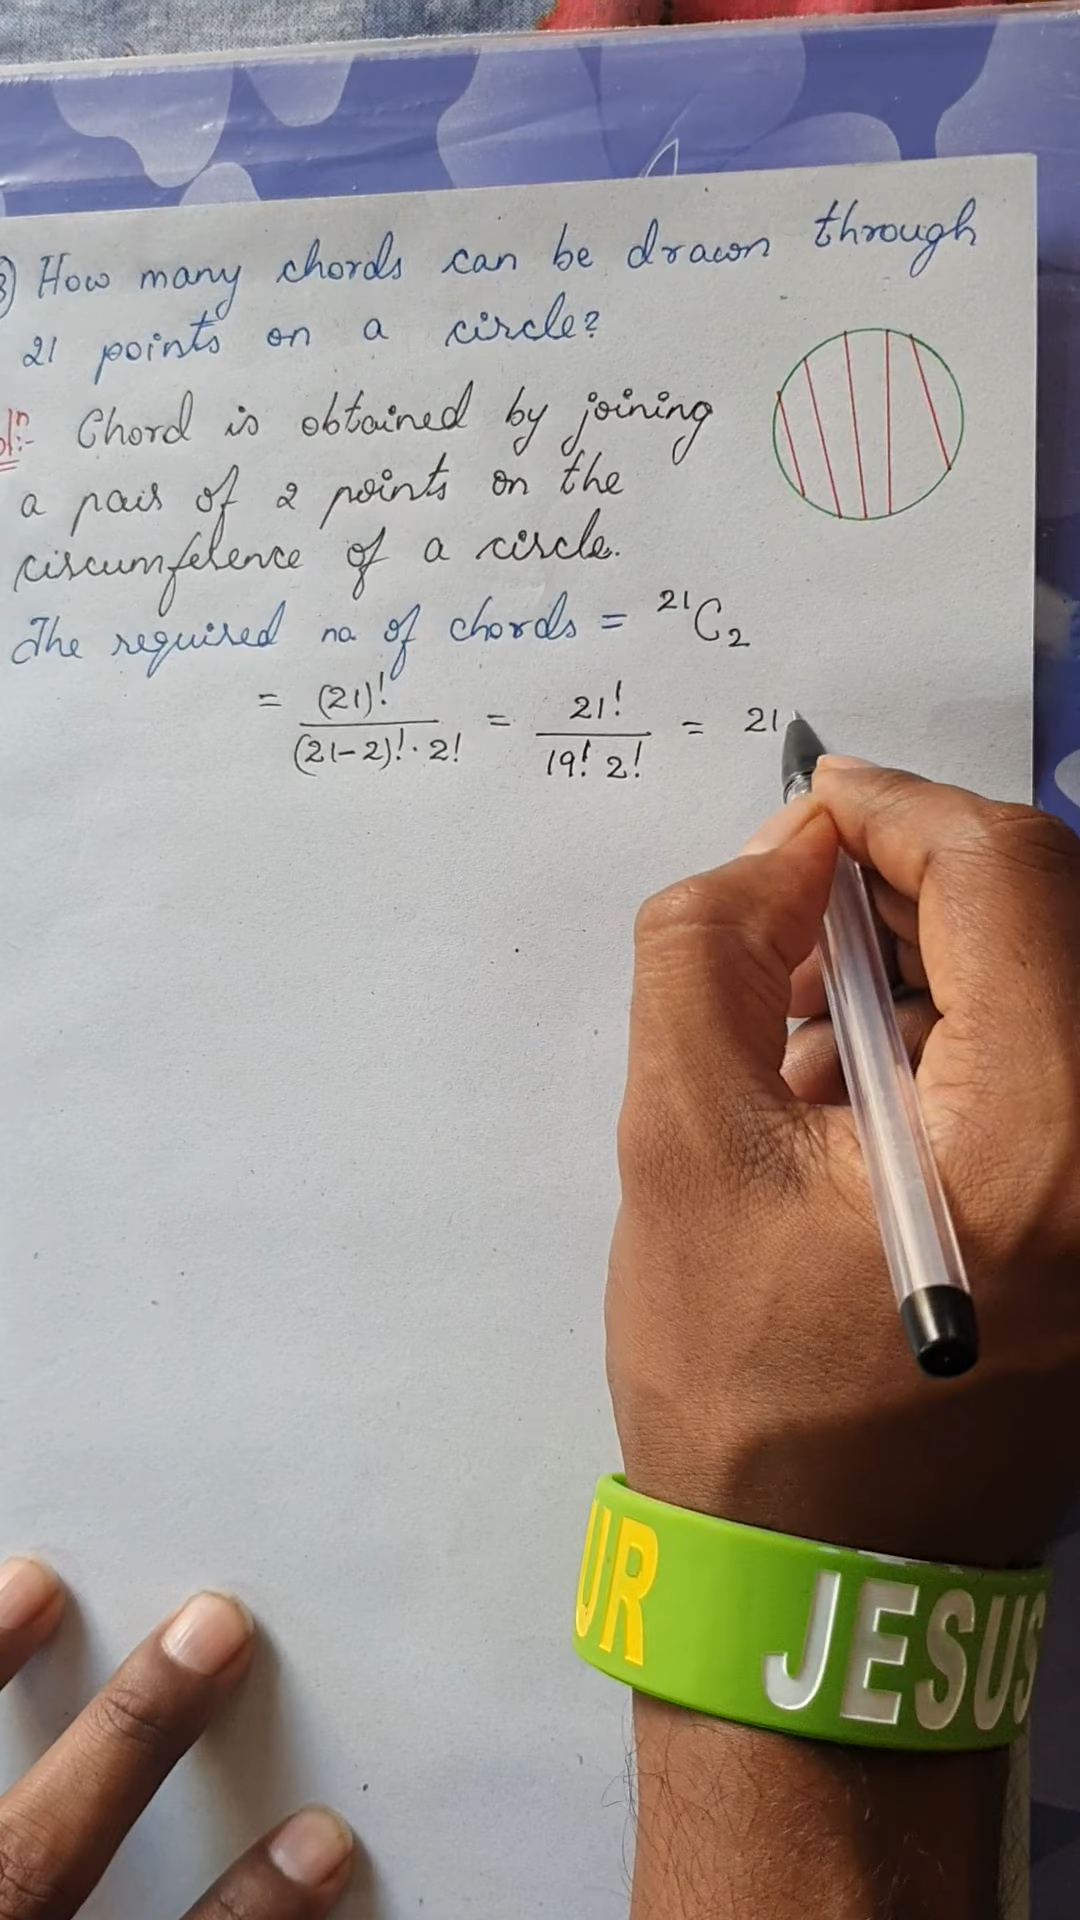 3) How many chords can be drawn through
21 points on a circle?
olⁿ:- Chord is obtained by joining
a pair of 2 points on the
circumference of a circle.
The required no. of chords = ²¹C₂
= (21)! / (21-2)! · 2! = 21! / 19! 2! = 21
UR JESUS